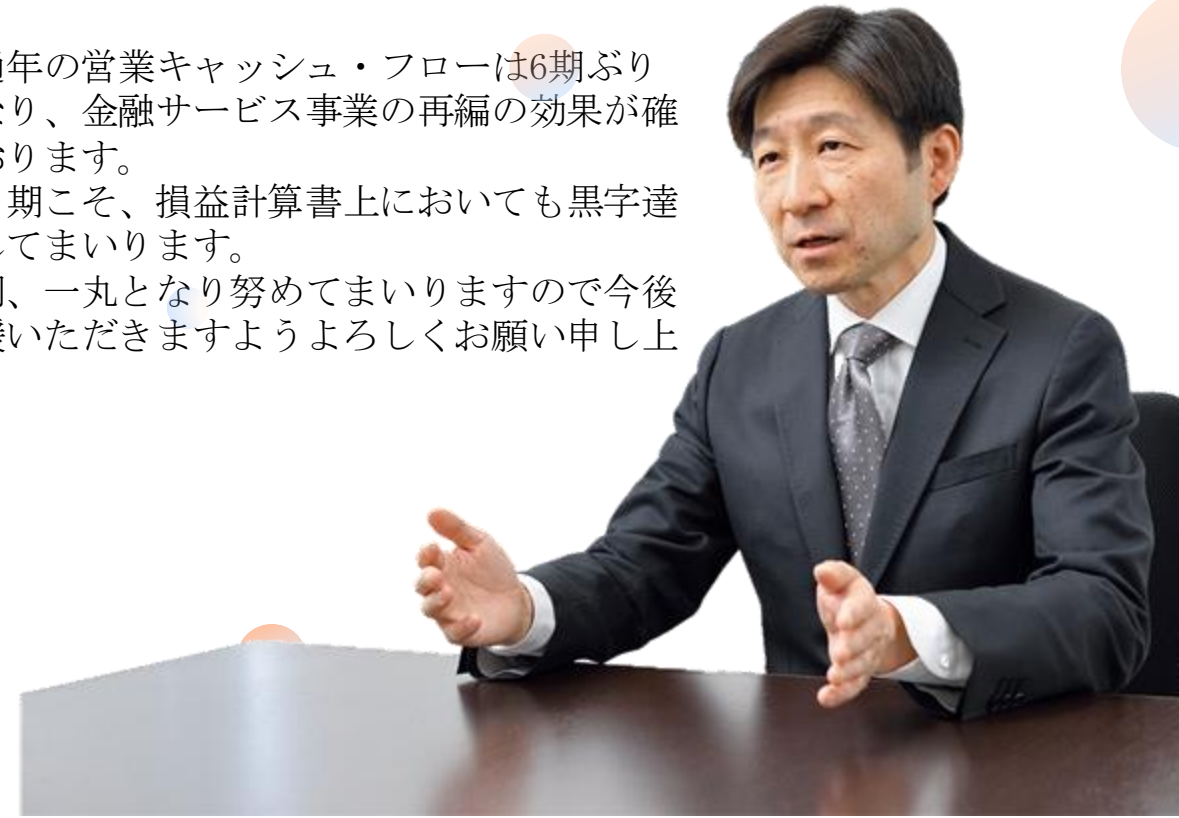 年の営業キャッシュ・フローは6期ぶり
り、金融サービス事業の再編の効果が確
ります。
期こそ、損益計算書上においても黒字達
てまいります。
、一丸となり努めてまいりますので今後
いただきますようよろしくお願い申し上